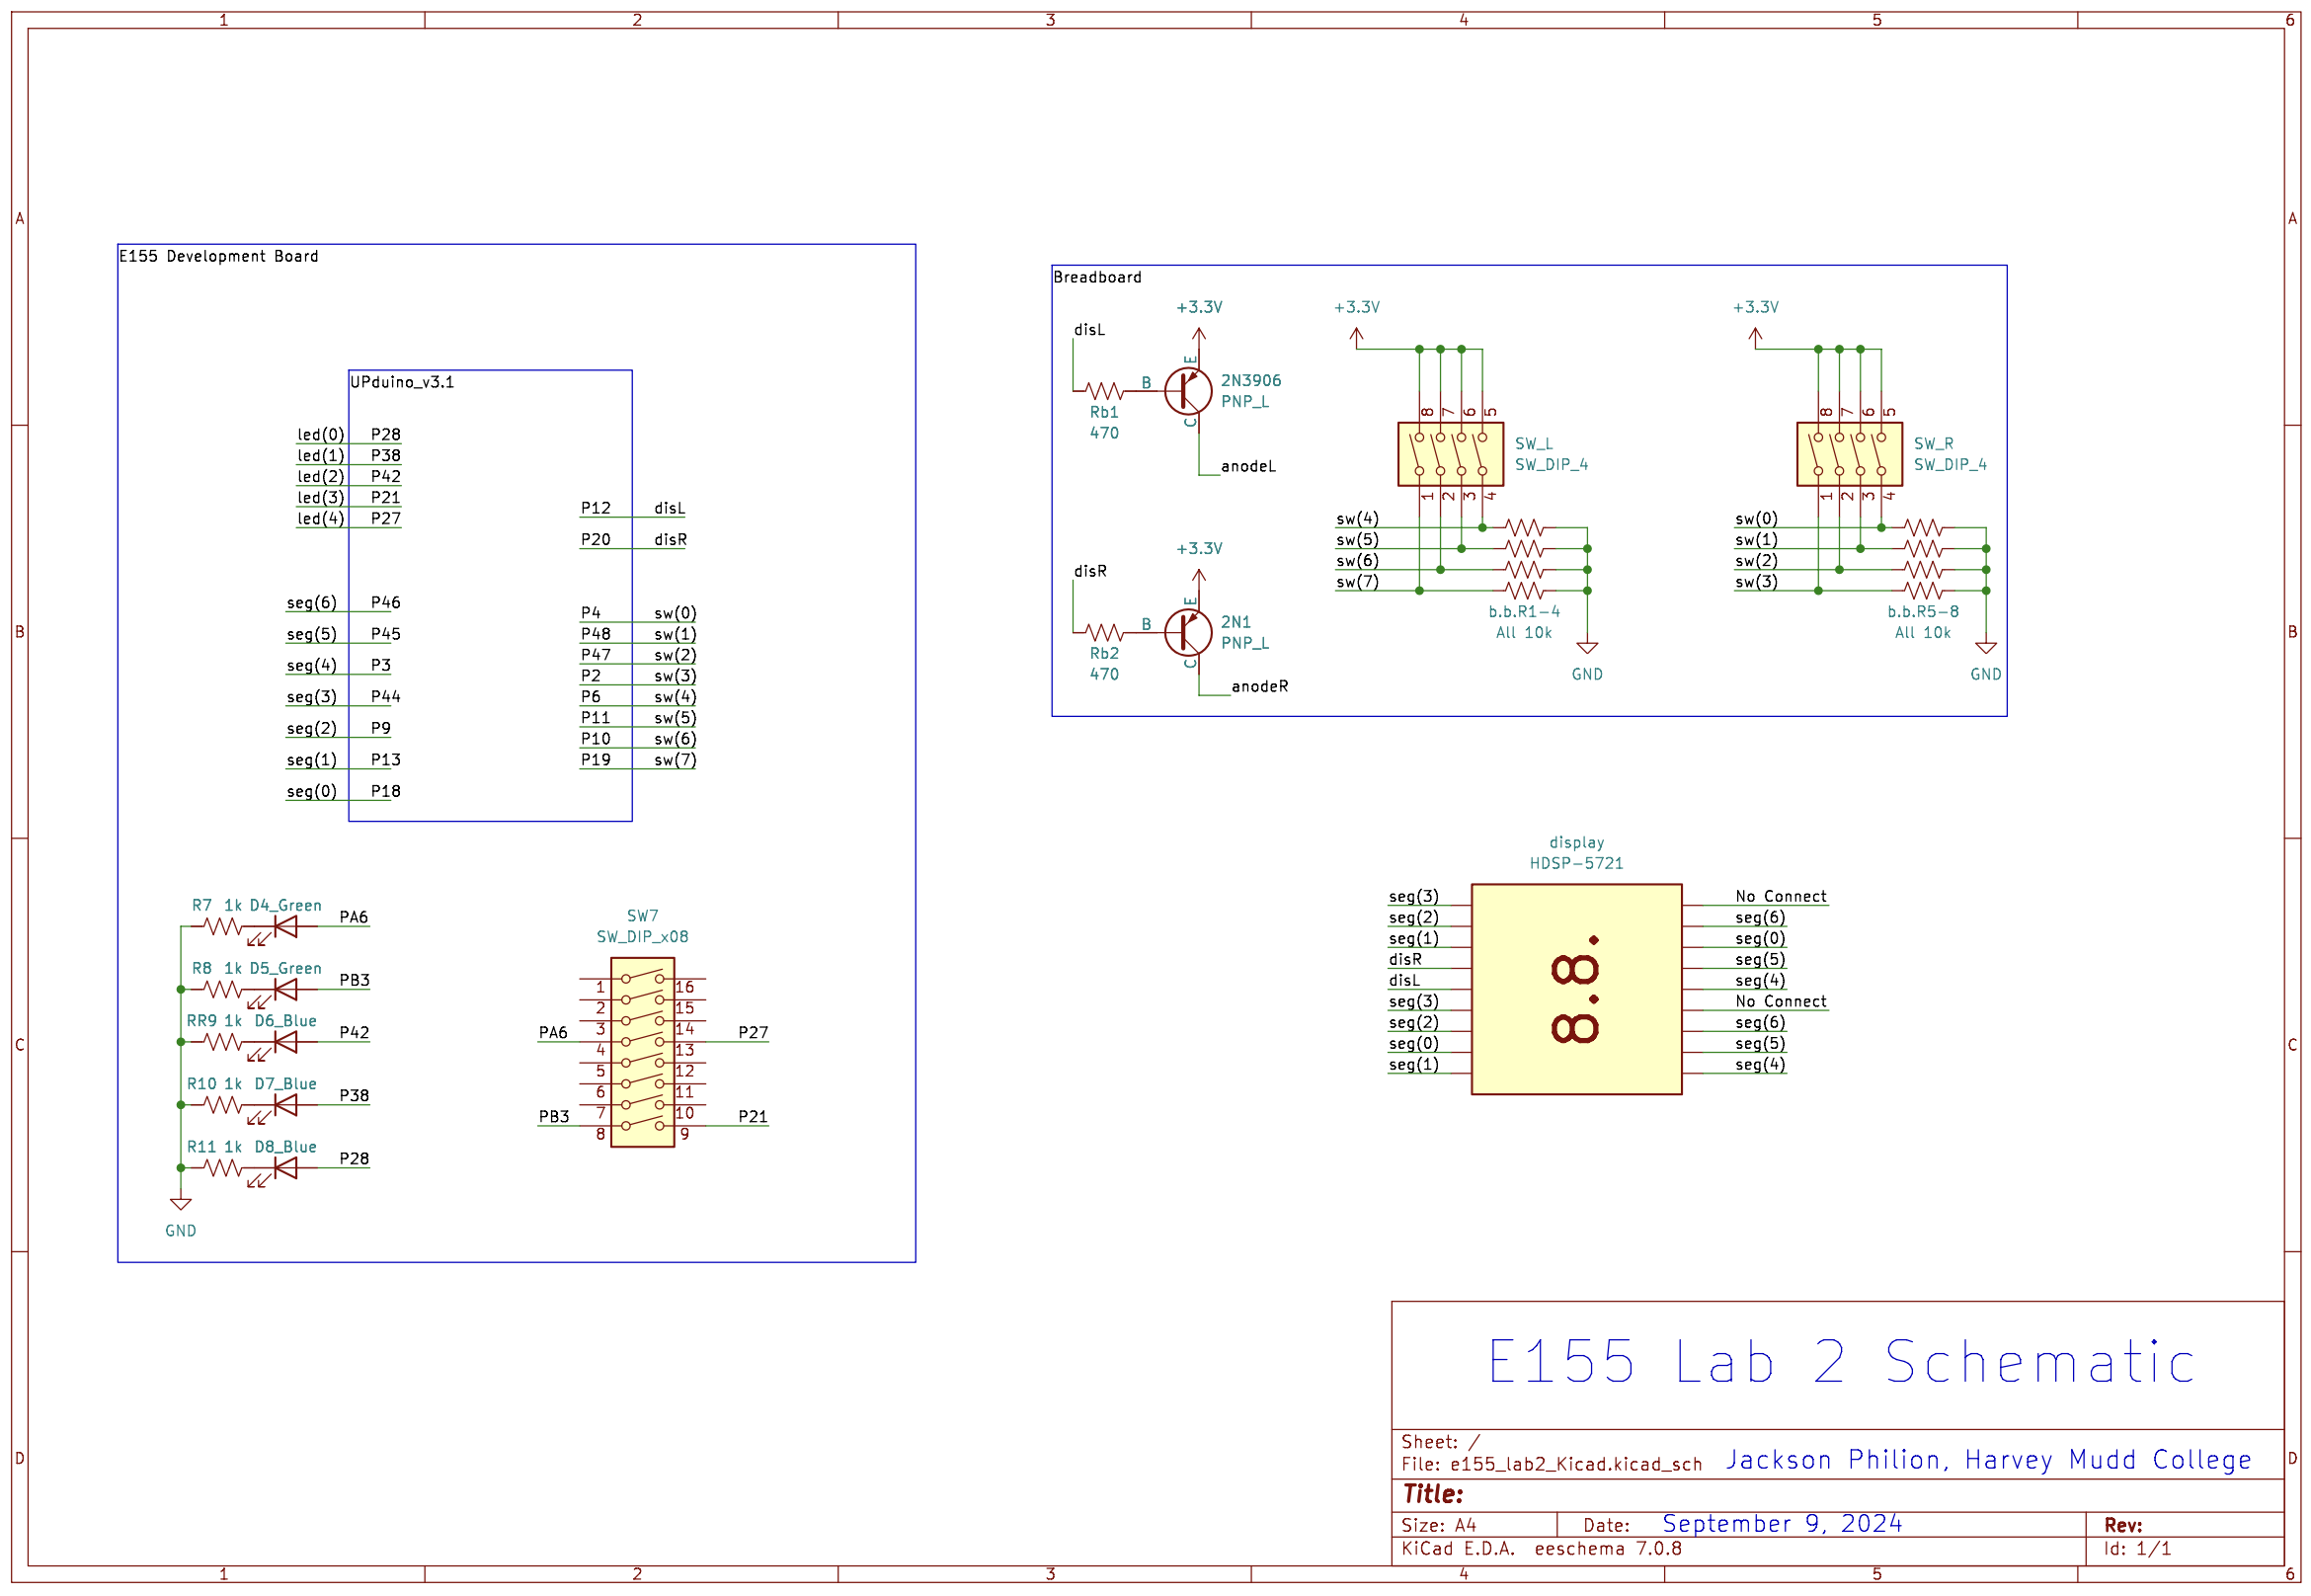 1 2 3 4 5 6
A
B
C
D
A
B
C
D
1 2 3 4 5 6
E155 Development Board
UPduino_v3.1
led(0) P28
led(1) P38
led(2) P42
led(3) P21
led(4) P27
seg(6) P46
seg(5) P45
seg(4) P3
seg(3) P44
seg(2) P9
seg(1) P13
seg(0) P18
P12 disL
P20 disR
P4 sw(0)
P48 sw(1)
P47 sw(2)
P2 sw(3)
P6 sw(4)
P11 sw(5)
P10 sw(6)
P19 sw(7)
R7 1k D4_Green
PA6
R8 1k D5_Green
PB3
RR9 1k D6_Blue
P42
R10 1k D7_Blue
P38
R11 1k D8_Blue
P28
GND
SW7
SW_DIP_x08
1 16
2 15
3 14
PA6 P27
4 13
5 12
6 11
7 10
PB3 P21
8 9
Breadboard
+3.3V
disL
E
B
C
2N3906
PNP_L
Rb1
470
anodeL
+3.3V
disR
E
B
C
2N1
PNP_L
Rb2
470
anodeR
+3.3V
8 7 6 5
SW_L
SW_DIP_4
1 2 3 4
sw(4)
sw(5)
sw(6)
sw(7)
b.b.R1-4
All 10k
GND
+3.3V
8 7 6 5
SW_R
SW_DIP_4
1 2 3 4
sw(0)
sw(1)
sw(2)
sw(3)
b.b.R5-8
All 10k
GND
display
HDSP-5721
seg(3) No Connect
seg(2) seg(6)
seg(1) seg(0)
disR seg(5)
disL seg(4)
seg(3) No Connect
seg(2) seg(6)
seg(0) seg(5)
seg(1) seg(4)
8.8.
E155 Lab 2 Schematic
Sheet: /
File: e155_lab2_Kicad.kicad_sch Jackson Philion, Harvey Mudd College
Title:
Size: A4 Date: September 9, 2024 Rev:
KiCad E.D.A. eeschema 7.0.8 Id: 1/1